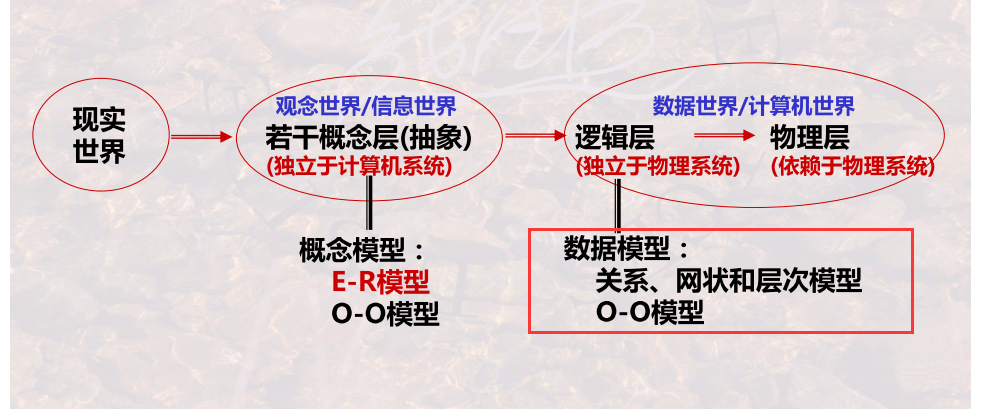 现实
世界
观念世界/信息世界
若干概念层(抽象)
(独立于计算机系统)
数据世界/计算机世界
逻辑层
物理层
(独立于物理系统)
(依赖于物理系统)
概念模型：
E-R模型
O-O模型
数据模型：
关系、网状和层次模型
O-O模型